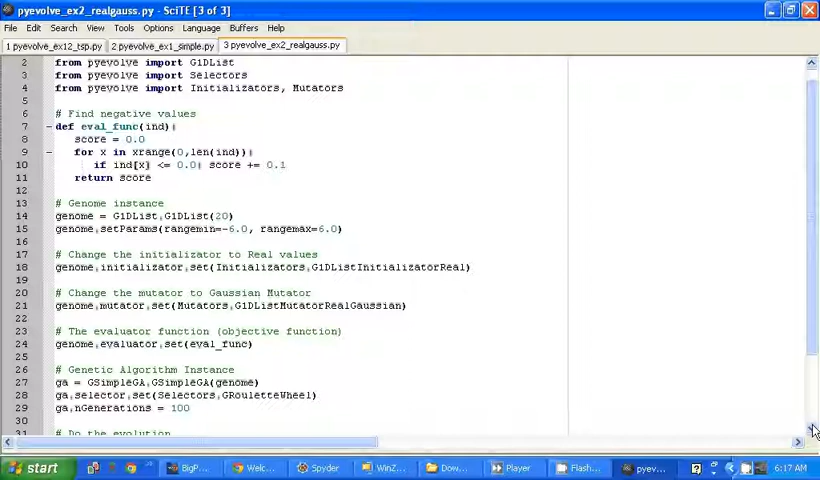 pyevolve_ex2_realgauss.py - SciTE [3 of 3]
File Edit Search View Tools Options Language Buffers Help
1 pyevolve_ex12_tsp.py 2 pyevolve_ex1_simple.py 3 pyevolve_ex2_realgauss.py
2 from pyevolve import G1DList
3 from pyevolve import Selectors
4 from pyevolve import Initializators, Mutators
5
6 # Find negative values
7 def eval_func(ind):
8 score = 0.0
9 for x in xrange(0,len(ind)):
10 if ind[x] <= 0.0: score += 0.1
11 return score
12
13 # Genome instance
14 genome = G1DList.G1DList(20)
15 genome.setParams(rangemin=-6.0, rangemax=6.0)
16
17 # Change the initializator to Real values
18 genome.initializator.set(Initializators.G1DListInitializatorReal)
19
20 # Change the mutator to Gaussian Mutator
21 genome.mutator.set(Mutators.G1DListMutatorRealGaussian)
22
23 # The evaluator function (objective function)
24 genome.evaluator.set(eval_func)
25
26 # Genetic Algorithm Instance
27 ga = GSimpleGA.GSimpleGA(genome)
28 ga.selector.set(Selectors.GRouletteWheel)
29 ga.nGenerations = 100
30
31 # Do the evolution
start BigP... Welc... Spyder WinZ... Dow... Player Flash... pyev... 6:17 AM